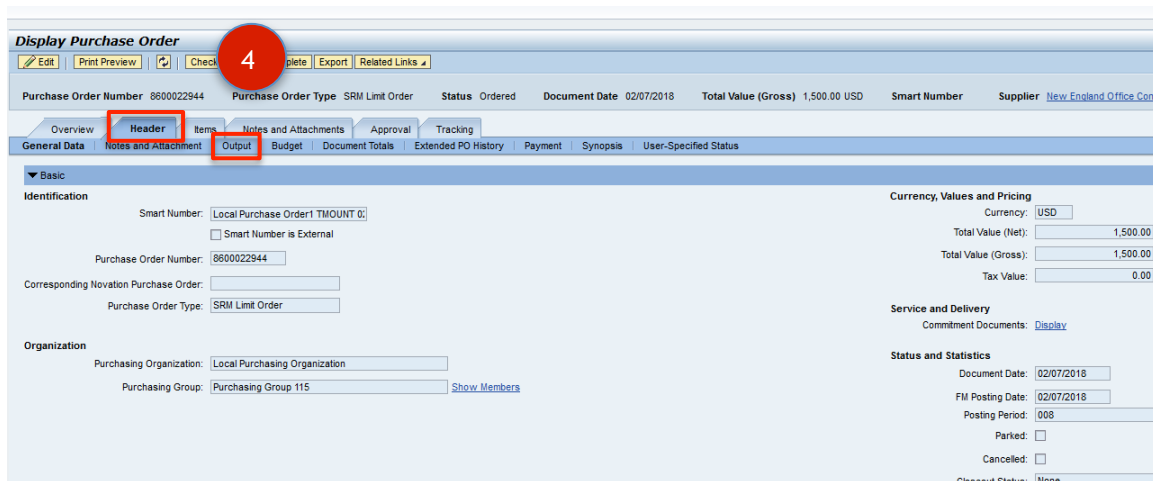 Display Purchase Order
4
Edit Print Preview Chec plete Export Related Links
Purchase Order Number 8600022944 Purchase Order Type SRM Limit Order Status Ordered Document Date 02/07/2018 Total Value (Gross) 1,500.00 USD Smart Number Supplier New England Office Con
Overview Header Items Notes and Attachments Approval Tracking
General Data Notes and Attachment Output Budget Document Totals Extended PO History Payment Synopsis User-Specified Status
Basic
Identification Currency, Values and Pricing
Smart Number: Local Purchase Order1 TMOUNT 02 Currency: USD
Smart Number is External Total Value (Net): 1,500.00
Purchase Order Number: 8600022944 Total Value (Gross): 1,500.00
Corresponding Novation Purchase Order: Tax Value: 0.00
Purchase Order Type: SRM Limit Order
Service and Delivery
Commitment Documents: Display
Organization
Purchasing Organization: Local Purchasing Organization
Status and Statistics
Document Date: 02/07/2018
Purchasing Group: Purchasing Group 115 Show Members
FM Posting Date: 02/07/2018
Posting Period: 008
Parked:
Cancelled:
Closeout Status: None